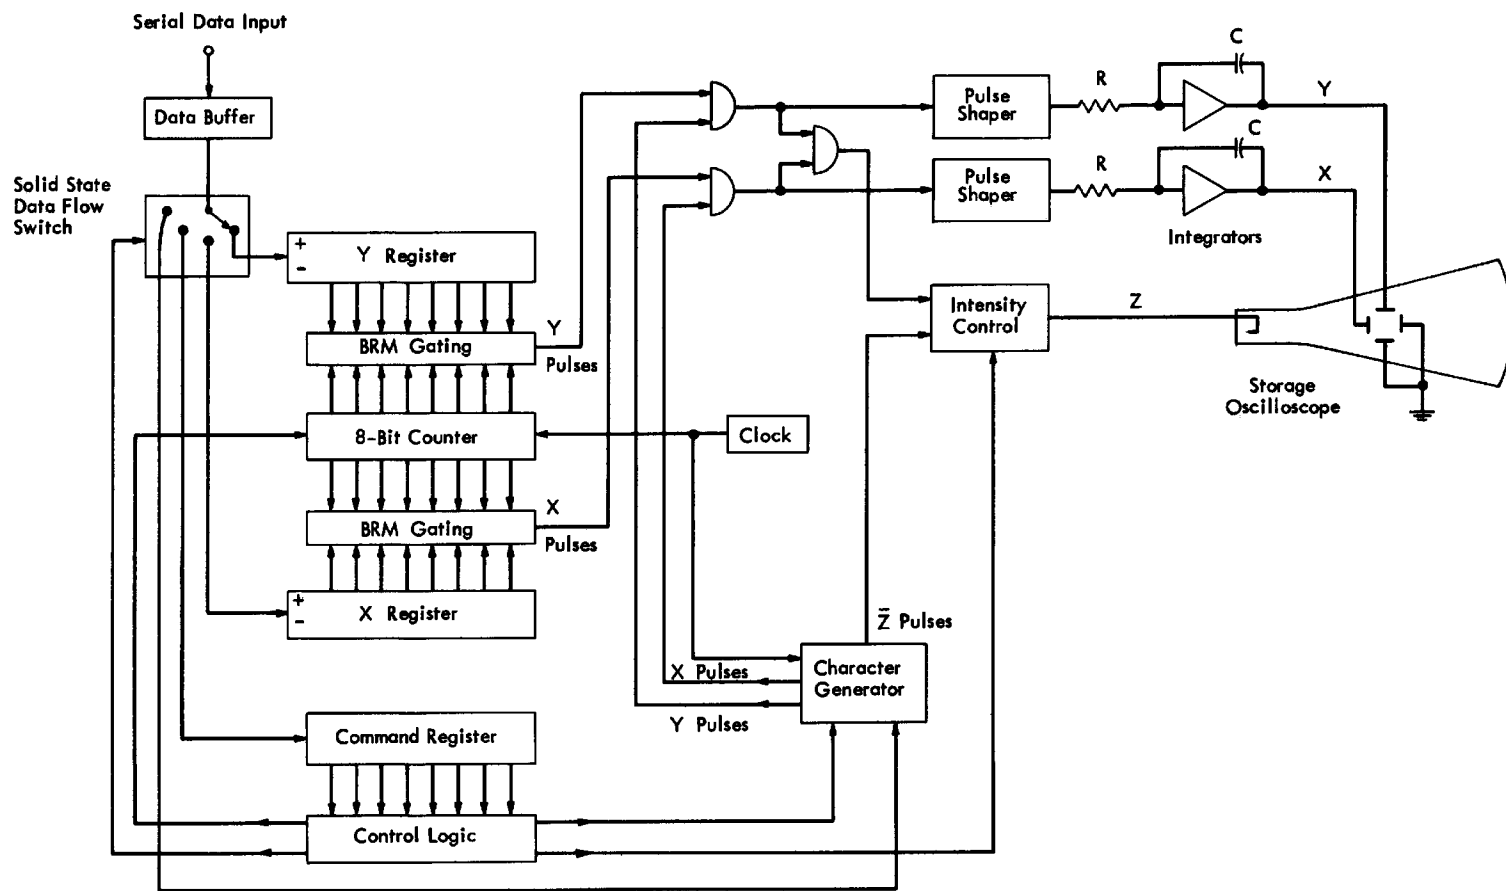 Serial Data Input
Data Buffer
Solid State
Data Flow
Switch
+
-
Y Register
BRM Gating
Y
Pulses
8-Bit Counter
Clock
BRM Gating
X
Pulses
+
-
X Register
Command Register
Control Logic
Pulse
Shaper
R
C
Y
Pulse
Shaper
R
C
X
Integrators
Intensity
Control
Z
Storage
Oscilioscope
Z̄ Pulses
X Pulses
Character
Generator
Y Pulses